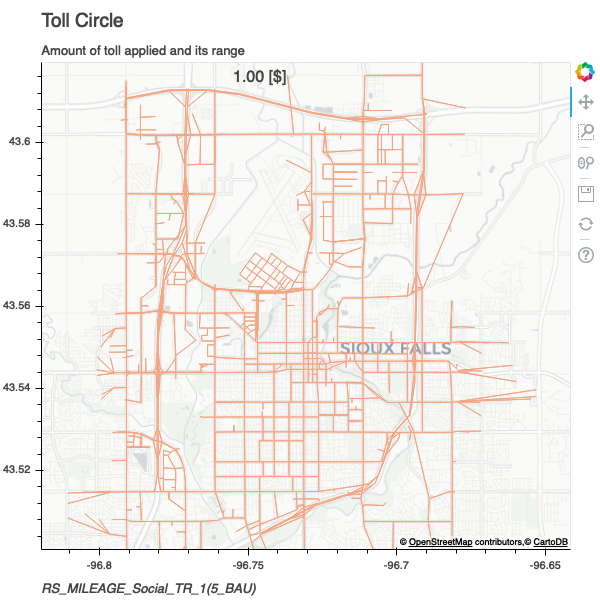 Toll Circle
Amount of toll applied and its range
1.00 [$]
43.6
43.58
43.56
SIOUX FALLS
43.54
43.52
© OpenStreetMap contributors,© CartoDB
-96.8
-96.75
-96.7
-96.65
RS_MILEAGE_Social_TR_1(5_BAU)